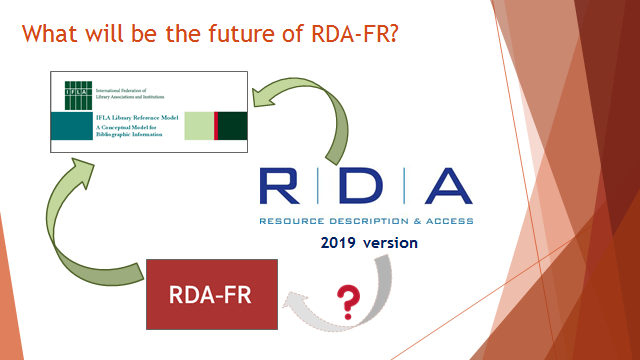 What will be the future of RDA-FR?
IFLA
International Federation of
Library Associations and Institutions
IFLA Library Reference Model
A Conceptual Model for
Bibliographic Information
R|D|A
RESOURCE DESCRIPTION & ACCESS
2019 version
RDA-FR
?